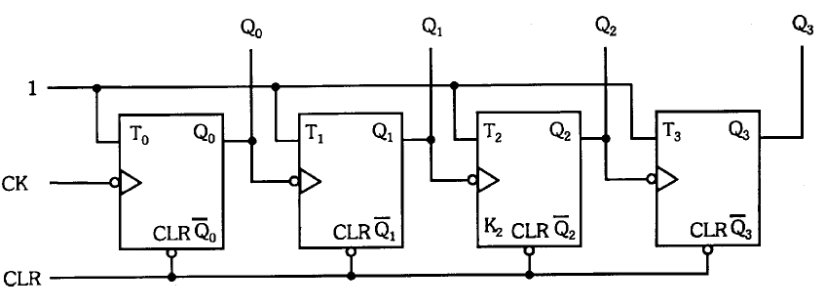 Q0 Q1 Q2 Q3
1
T0 Q0 T1 Q1 T2 Q2 T3 Q3
CK
K2
CLR Q̅0 CLR Q̅1 CLR Q̅2 CLR Q̅3
CLR